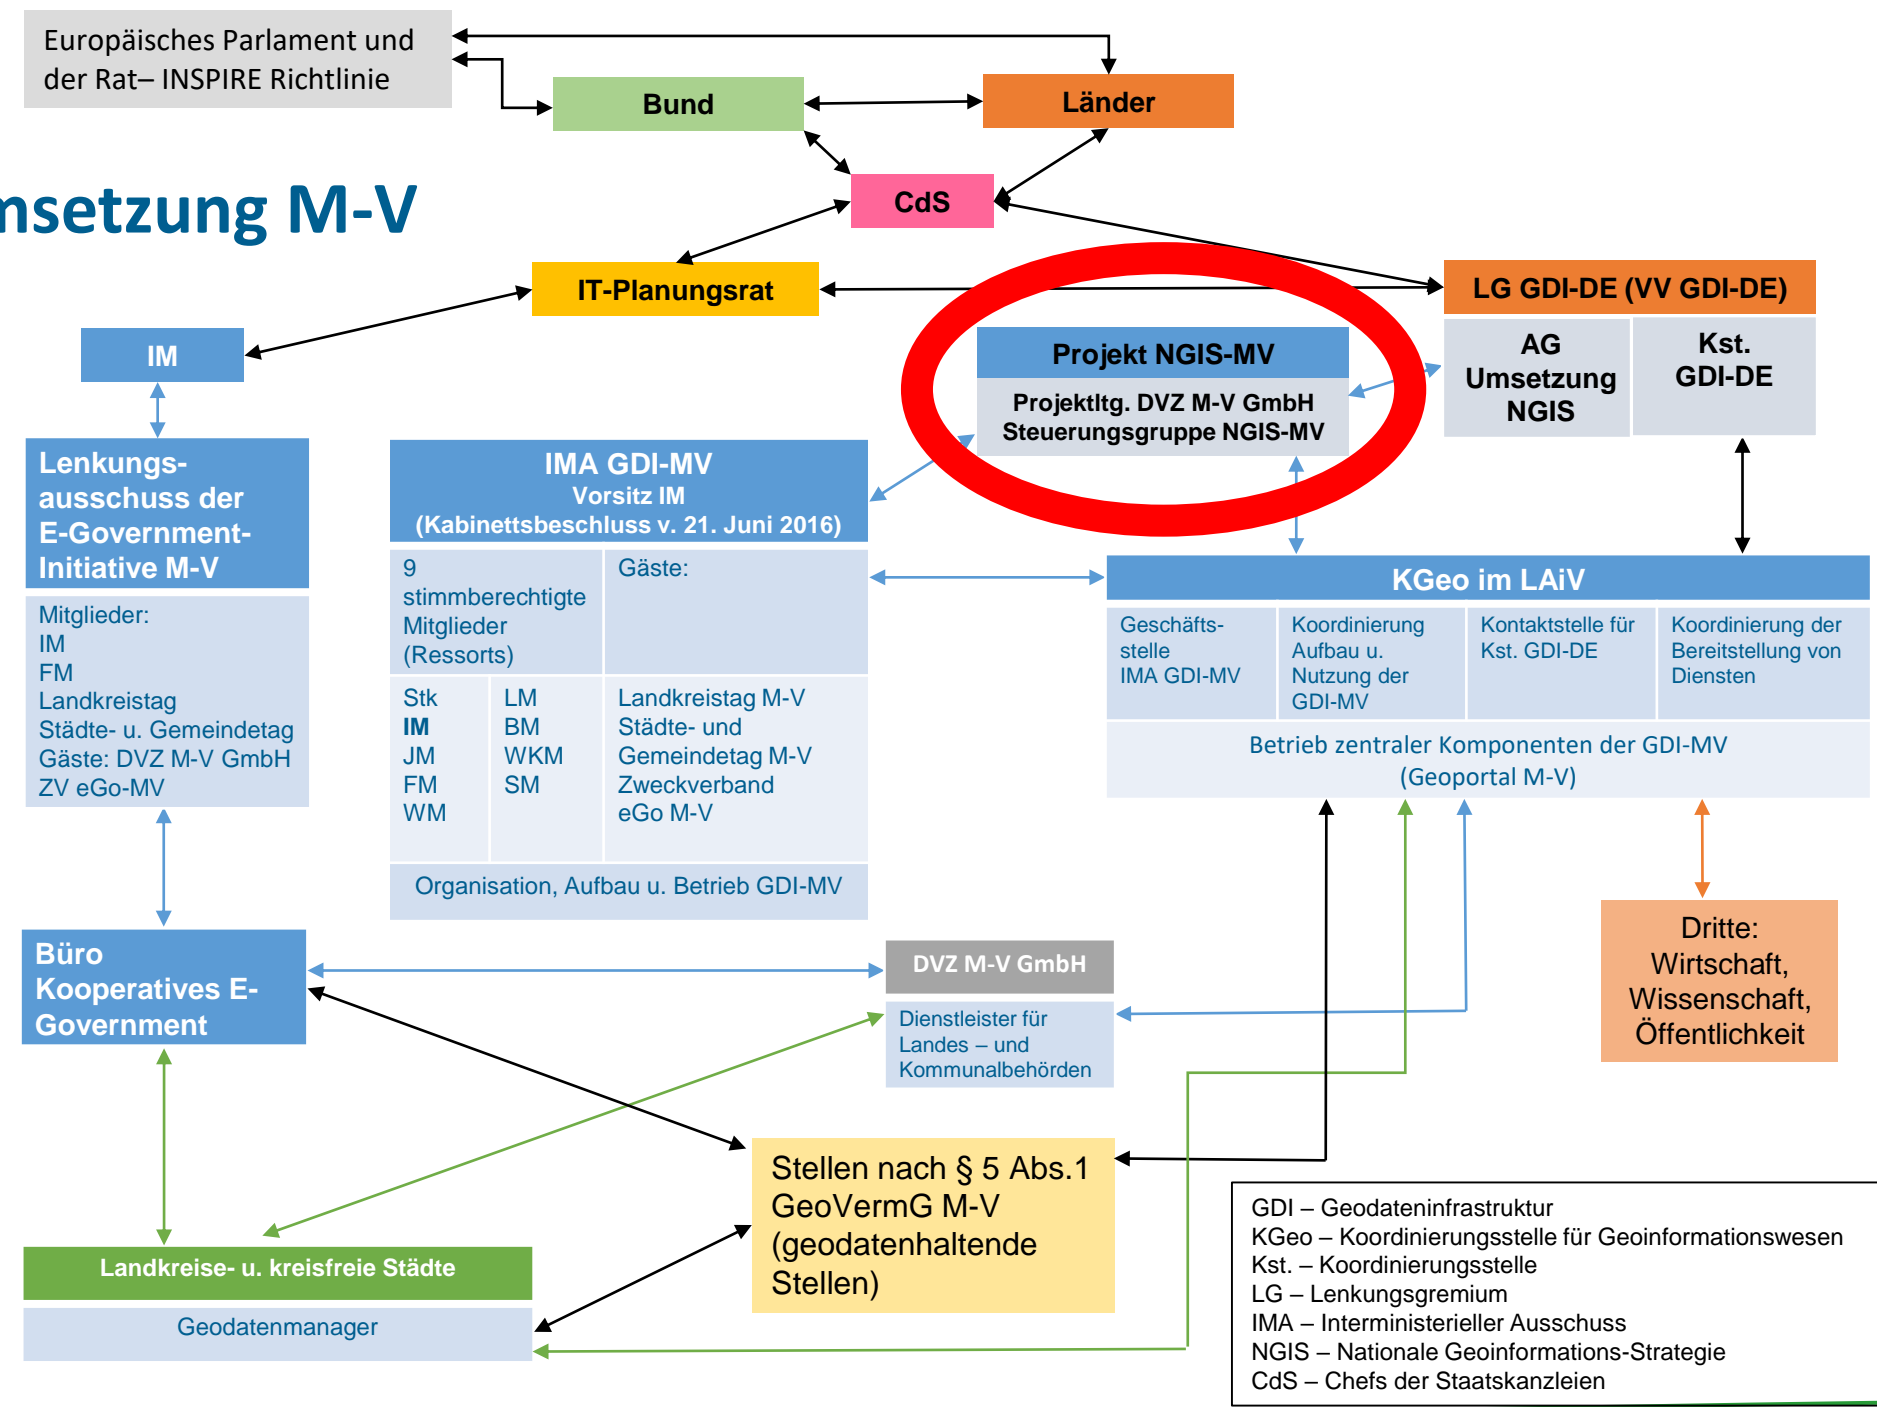 Europäisches Parlament und
der Rat– INSPIRE Richtlinie
Bund
Länder
msetzung M-V
CdS
IT-Planungsrat
LG GDI-DE (VV GDI-DE)
AG
Umsetzung
NGIS
Kst.
GDI-DE
IM
Projekt NGIS-MV
Projektltg. DVZ M-V GmbH
Steuerungsgruppe NGIS-MV
Lenkungs-
ausschuss der
E-Government-
Initiative M-V
Mitglieder:
IM
FM
Landkreistag
Städte- u. Gemeindetag
Gäste: DVZ M-V GmbH
ZV eGo-MV
IMA GDI-MV
Vorsitz IM
(Kabinettsbeschluss v. 21. Juni 2016)
9
stimmberechtigte
Mitglieder
(Ressorts)
Gäste:
Stk
IM
JM
FM
WM
LM
BM
WKM
SM
Landkreistag M-V
Städte- und
Gemeindetag M-V
Zweckverband
eGo M-V
Organisation, Aufbau u. Betrieb GDI-MV
KGeo im LAiV
Geschäfts-
stelle
IMA GDI-MV
Koordinierung
Aufbau u.
Nutzung der
GDI-MV
Kontaktstelle für
Kst. GDI-DE
Koordinierung der
Bereitstellung von
Diensten
Betrieb zentraler Komponenten der GDI-MV
(Geoportal M-V)
Büro
Kooperatives E-
Government
DVZ M-V GmbH
Dienstleister für
Landes – und
Kommunalbehörden
Dritte:
Wirtschaft,
Wissenschaft,
Öffentlichkeit
Stellen nach § 5 Abs.1
GeoVermG M-V
(geodatenhaltende
Stellen)
Landkreise- u. kreisfreie Städte
Geodatenmanager
GDI – Geodateninfrastruktur
KGeo – Koordinierungsstelle für Geoinformationswesen
Kst. – Koordinierungsstelle
LG – Lenkungsgremium
IMA – Interministerieller Ausschuss
NGIS – Nationale Geoinformations-Strategie
CdS – Chefs der Staatskanzleien